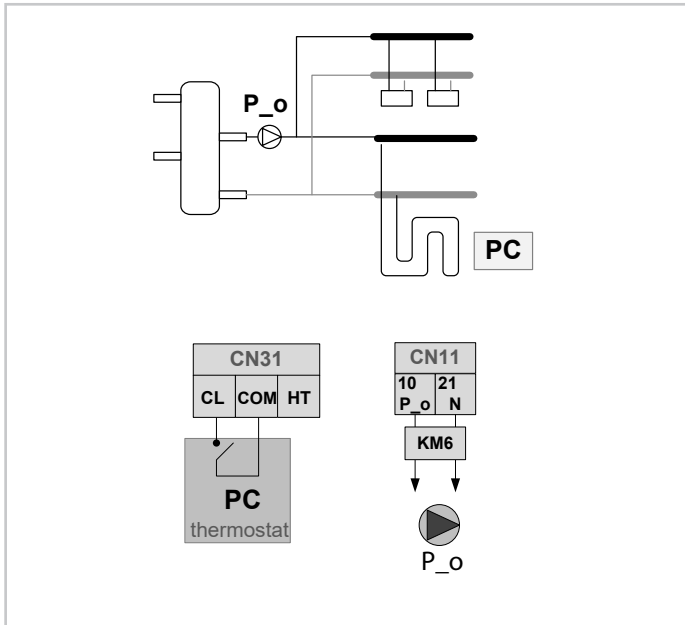 P_o
PC
CN31
CL COM HT
PC
thermostat
CN11
10 21
P_o N
KM6
P_o